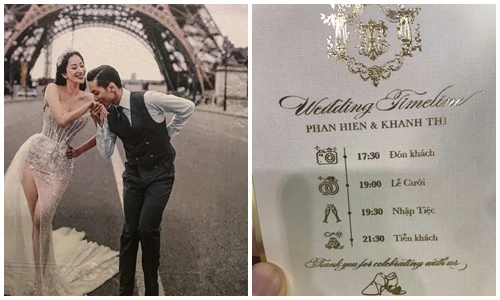 Wedding Timeline
PHAN HIEN & KHANH THI
17:30 Đón khách
19:00 Lễ Cưới
19:30 Nhập Tiệc
21:30 Tiễn khách
Thank you for celebrating with us